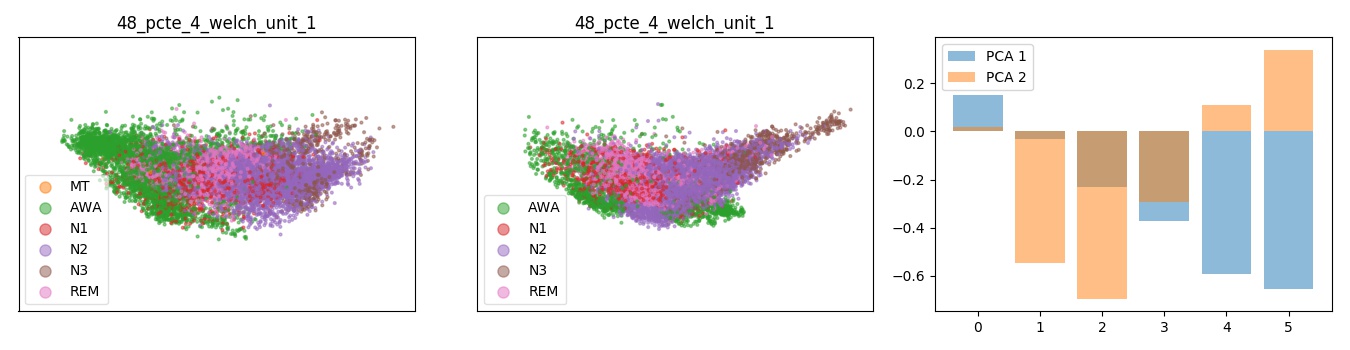 48_pcte_4_welch_unit_1
MT
AWA
N1
N2
N3
REM
48_pcte_4_welch_unit_1
AWA
N1
N2
N3
REM
PCA 1
PCA 2
0.2
0.0
−0.2
−0.4
−0.6
0 1 2 3 4 5